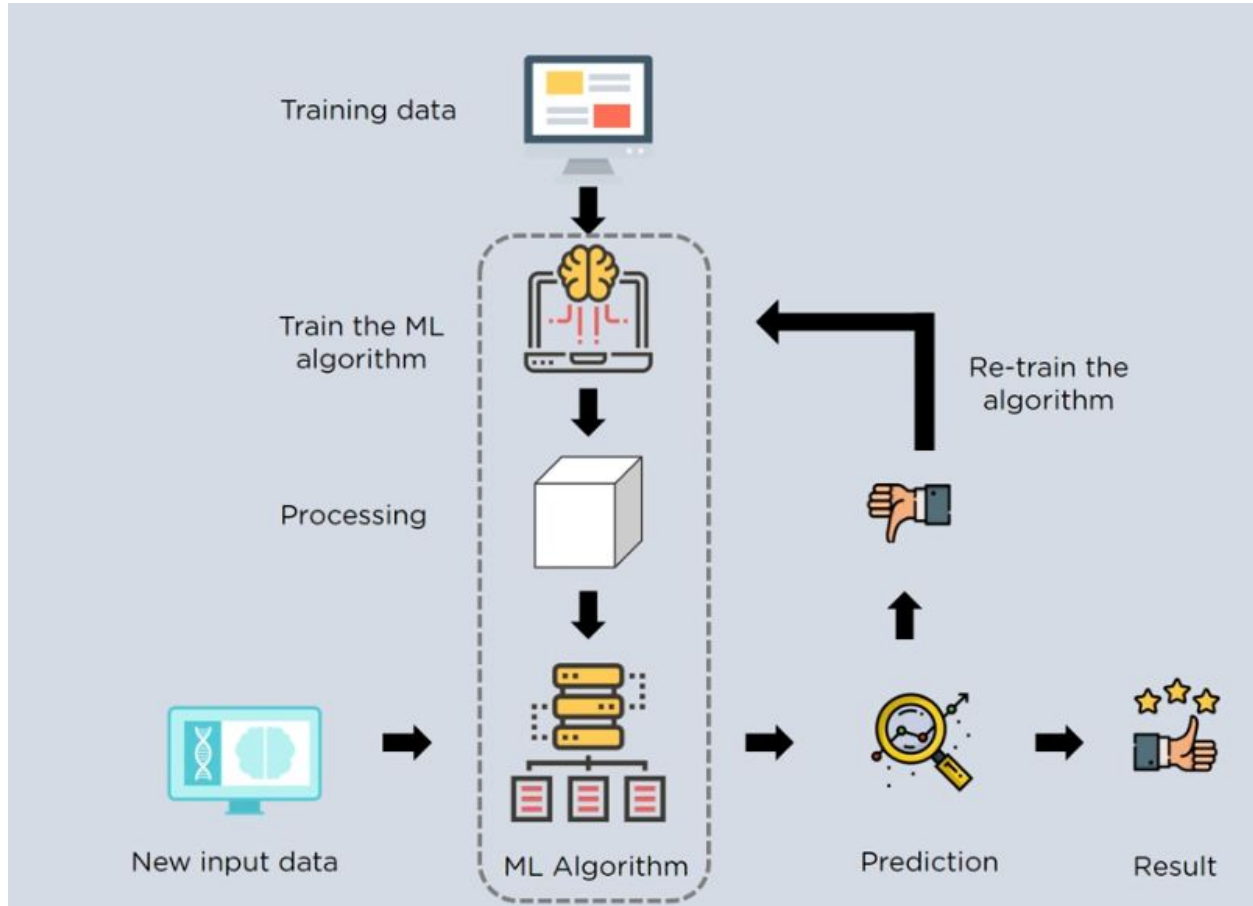 Training data
Train the ML
algorithm
Re-train the
algorithm
Processing
New input data
ML Algorithm
Prediction
Result